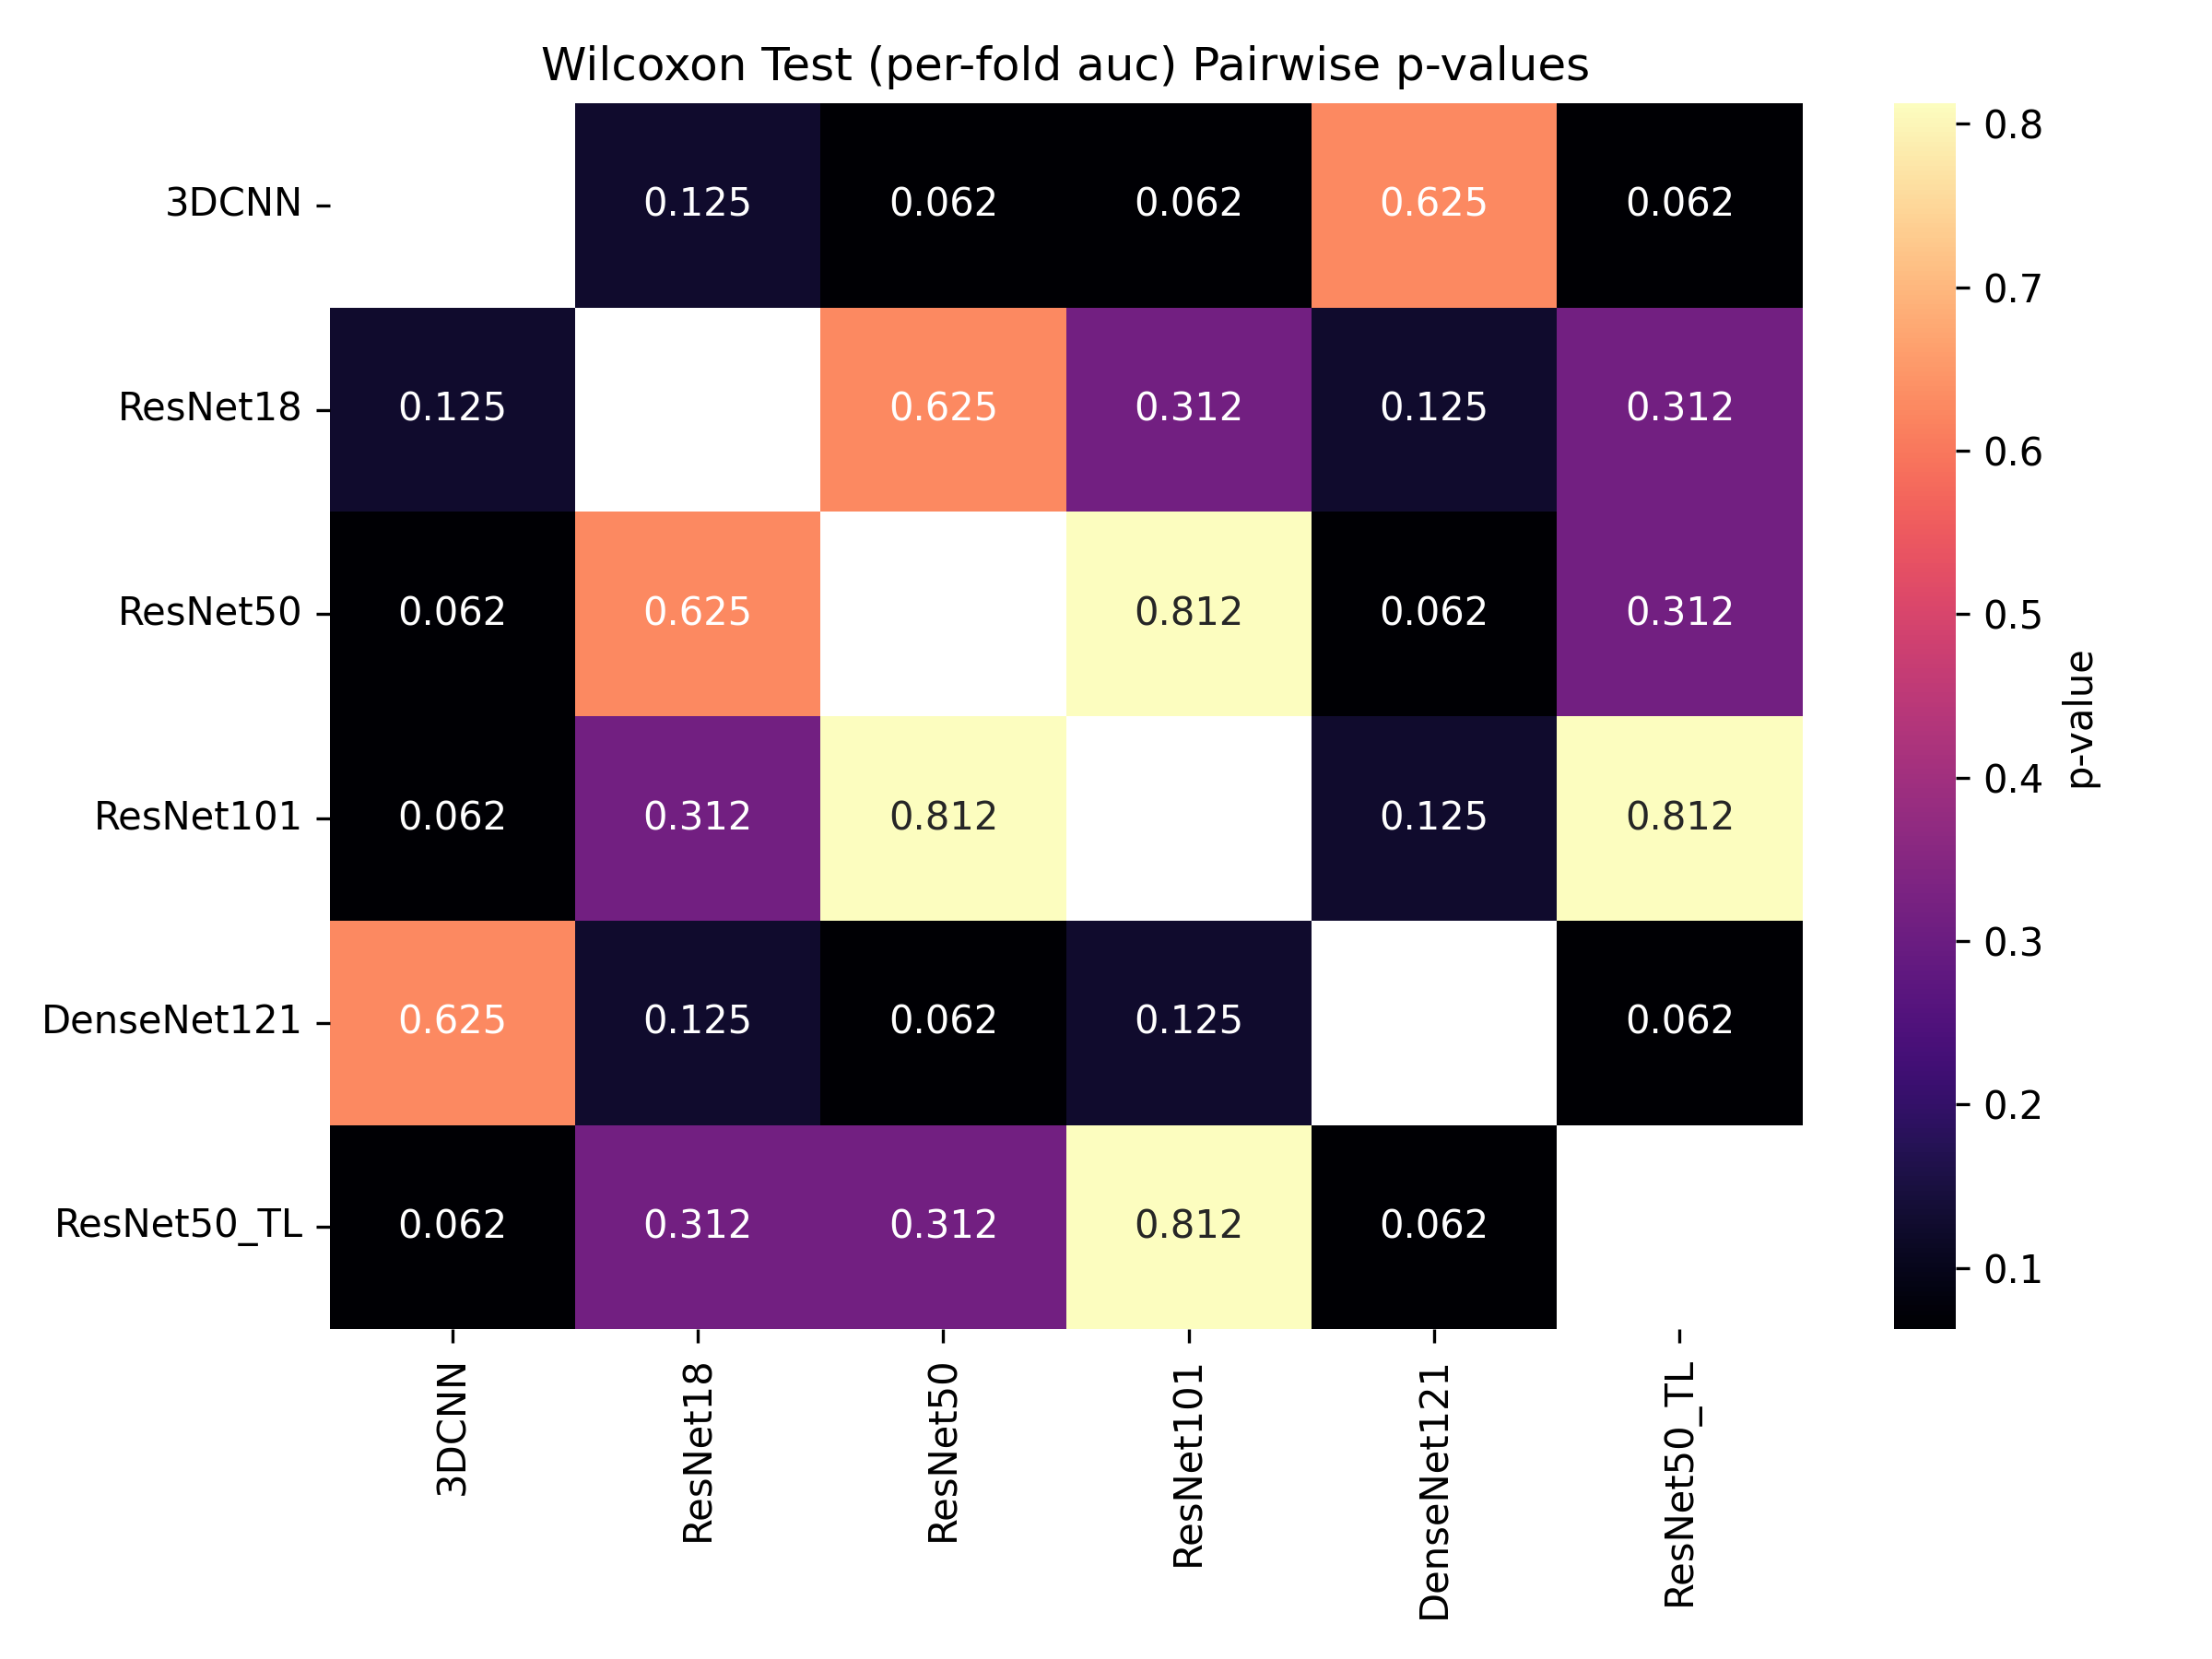 Wilcoxon Test (per-fold auc) Pairwise p-values
3DCNN 0.125 0.062 0.062 0.625 0.062
ResNet18 0.125 0.625 0.312 0.125 0.312
ResNet50 0.062 0.625 0.812 0.062 0.312
ResNet101 0.062 0.312 0.812 0.125 0.812
DenseNet121 0.625 0.125 0.062 0.125 0.062
ResNet50_TL 0.062 0.312 0.312 0.812 0.062
3DCNN
ResNet18
ResNet50
ResNet101
DenseNet121
ResNet50_TL
0.8
0.7
0.6
0.5
0.4
0.3
0.2
0.1
p-value